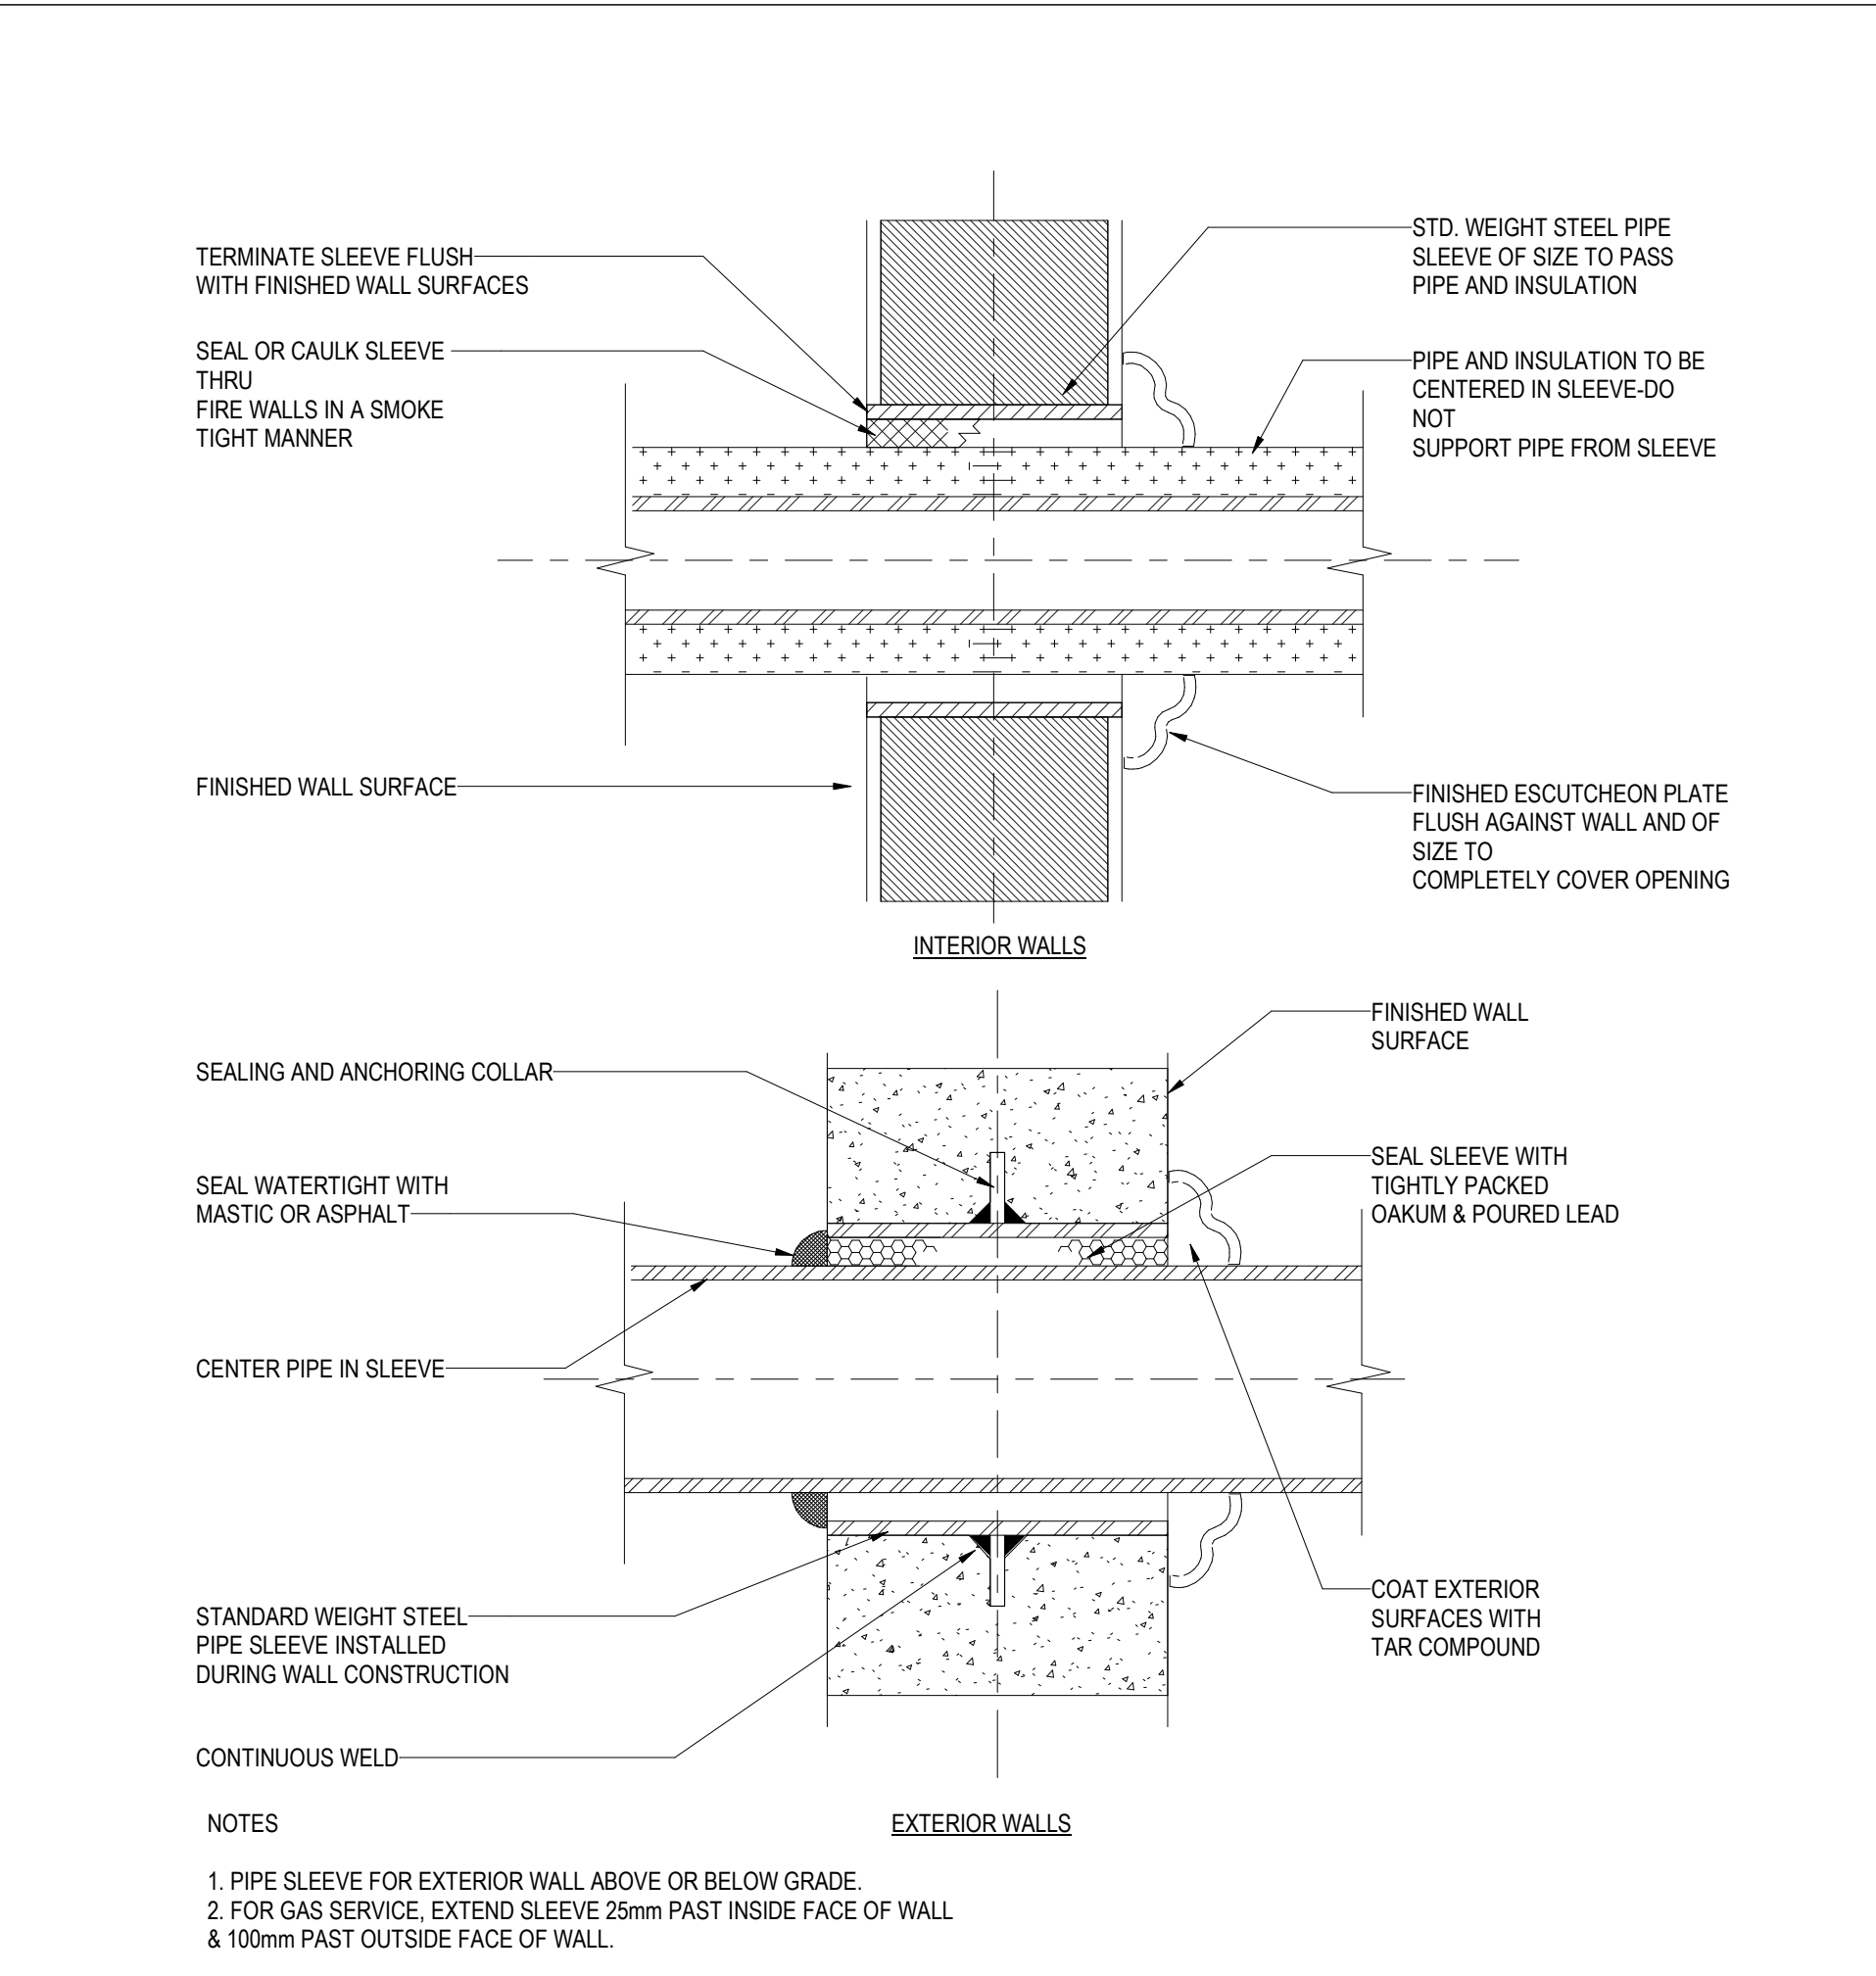 TERMINATE SLEEVE FLUSH
WITH FINISHED WALL SURFACES
SEAL OR CAULK SLEEVE
THRU
FIRE WALLS IN A SMOKE
TIGHT MANNER
FINISHED WALL SURFACE
STD. WEIGHT STEEL PIPE
SLEEVE OF SIZE TO PASS
PIPE AND INSULATION
PIPE AND INSULATION TO BE
CENTERED IN SLEEVE-DO
NOT
SUPPORT PIPE FROM SLEEVE
FINISHED ESCUTCHEON PLATE
FLUSH AGAINST WALL AND OF
SIZE TO
COMPLETELY COVER OPENING
INTERIOR WALLS
SEALING AND ANCHORING COLLAR
SEAL WATERTIGHT WITH
MASTIC OR ASPHALT
CENTER PIPE IN SLEEVE
STANDARD WEIGHT STEEL
PIPE SLEEVE INSTALLED
DURING WALL CONSTRUCTION
CONTINUOUS WELD
FINISHED WALL
SURFACE
SEAL SLEEVE WITH
TIGHTLY PACKED
OAKUM & POURED LEAD
COAT EXTERIOR
SURFACES WITH
TAR COMPOUND
EXTERIOR WALLS
NOTES
1. PIPE SLEEVE FOR EXTERIOR WALL ABOVE OR BELOW GRADE.
2. FOR GAS SERVICE, EXTEND SLEEVE 25mm PAST INSIDE FACE OF WALL
& 100mm PAST OUTSIDE FACE OF WALL.